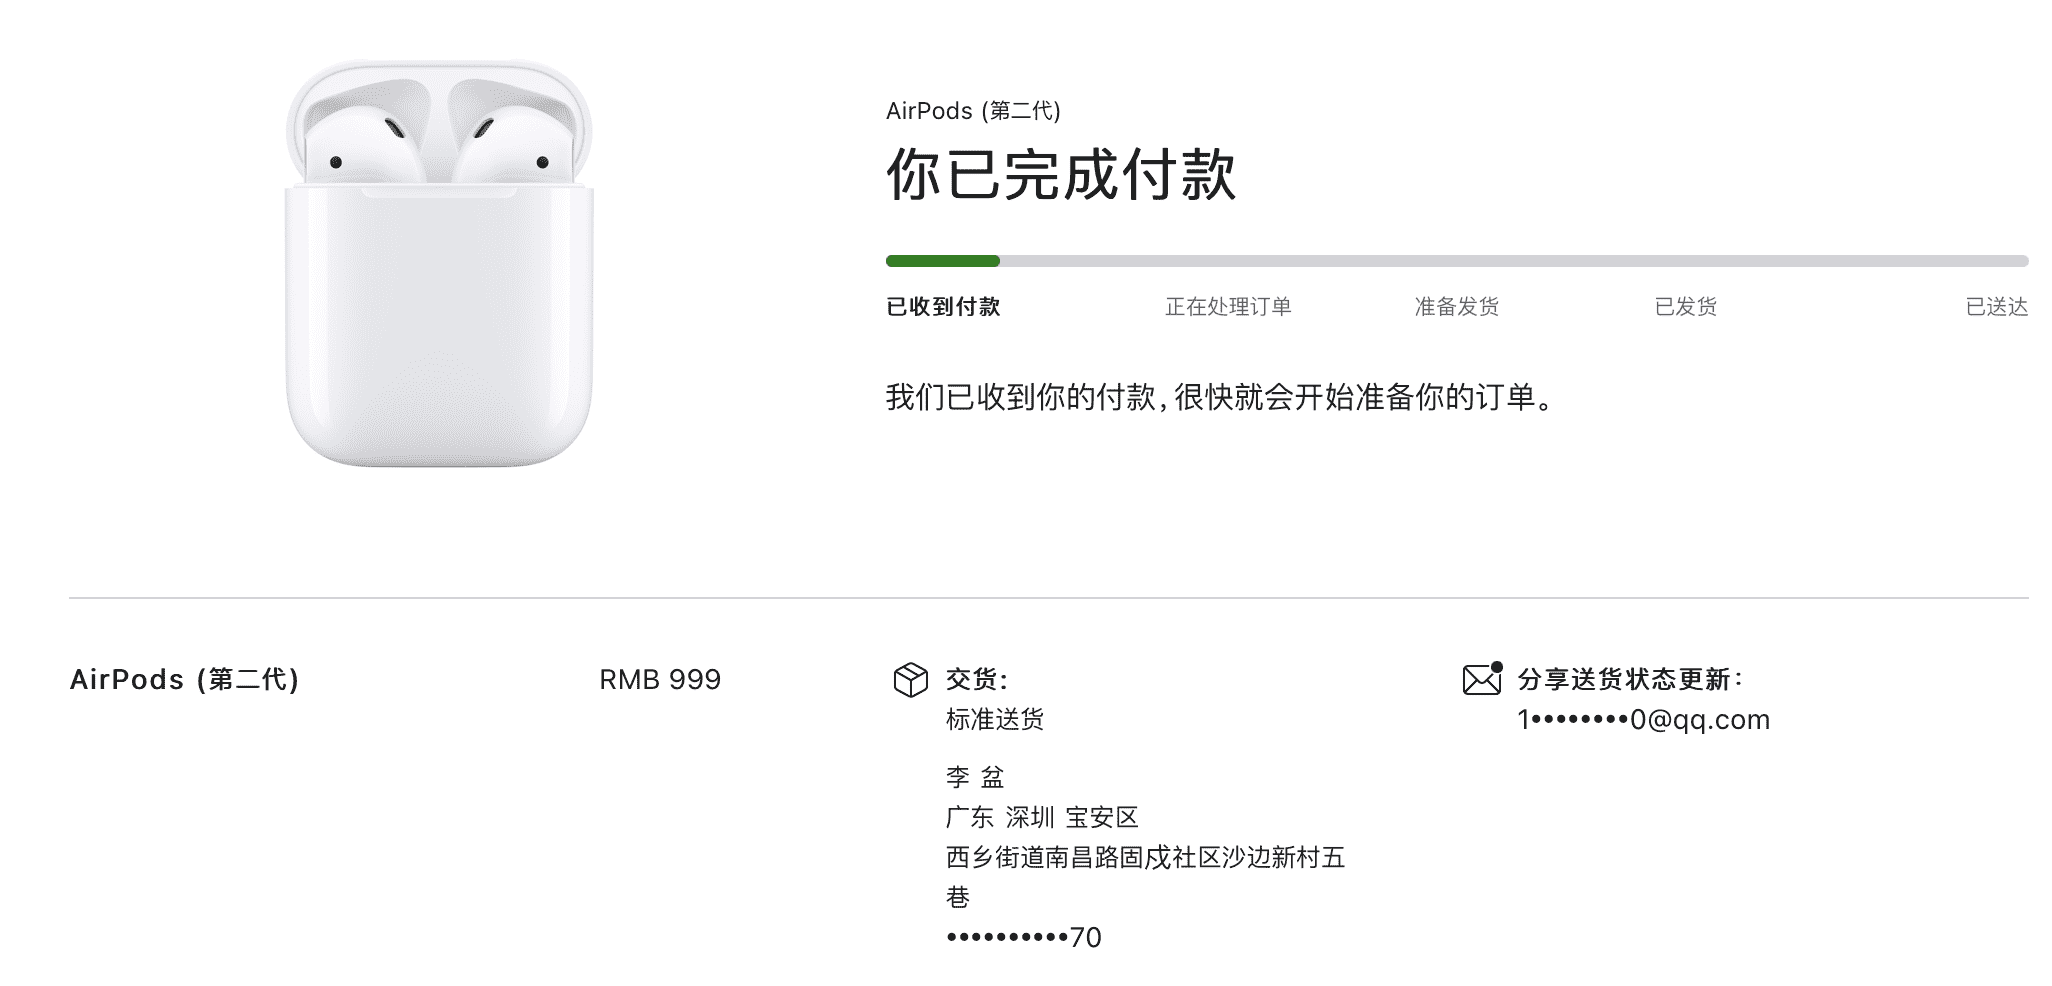 AirPods (第二代)
你已完成付款
已收到付款
正在处理订单
准备发货
已发货
已送达
我们已收到你的付款，很快就会开始准备你的订单。
AirPods (第二代)
RMB 999
交货：
标准送货
李 盆
广东 深圳 宝安区
西乡街道南昌路固戍社区沙边新村五
巷
••••••••••70
分享送货状态更新：
1••••••••0@qq.com